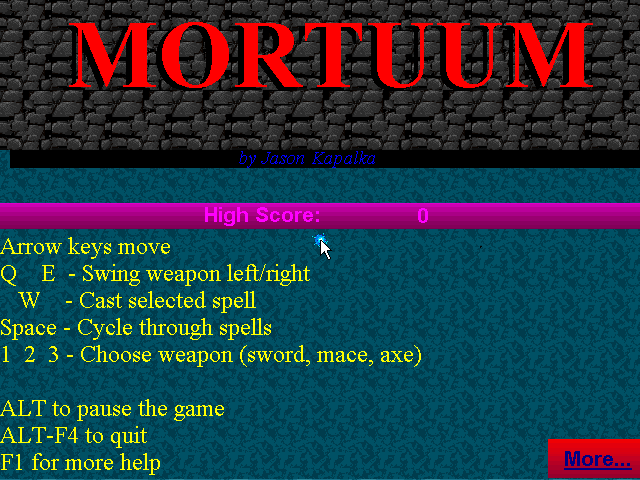 MORTUUM
by Jason Kapalka
High Score: 0
Arrow keys move
Q E - Swing weapon left/right
W - Cast selected spell
Space - Cycle through spells
1 2 3 - Choose weapon (sword, mace, axe)
ALT to pause the game
ALT-F4 to quit
F1 for more help
More...